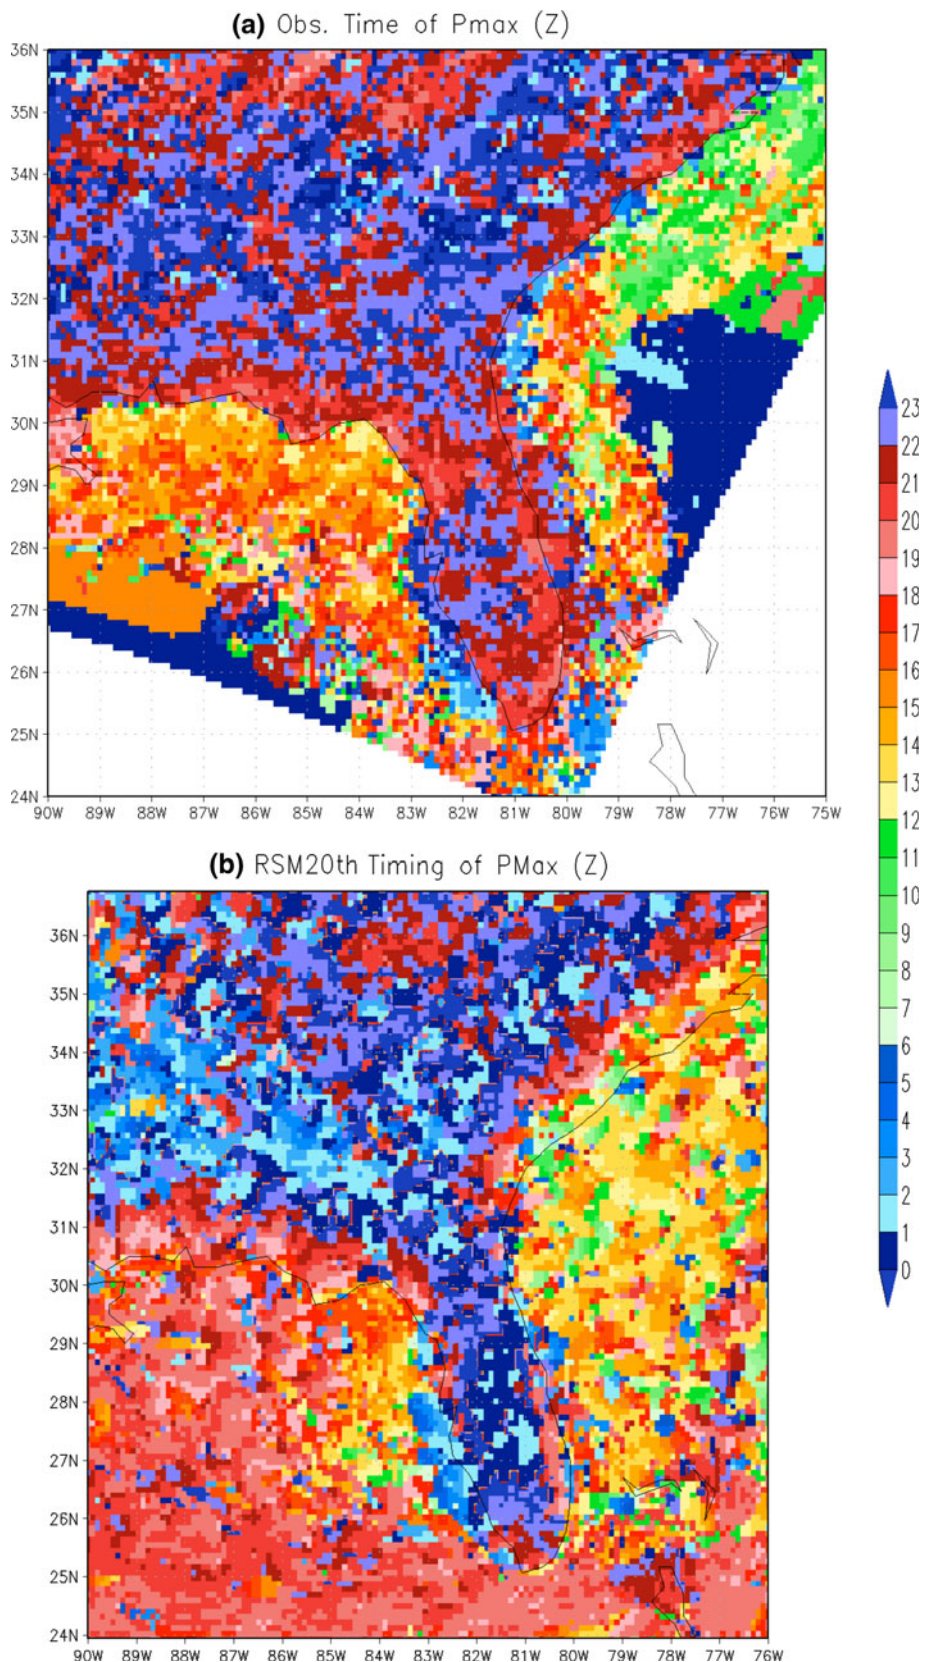 (a) Obs. Time of Pmax (Z)
36N
35N
34N
33N
32N
31N
30N
29N
28N
27N
26N
25N
24N
90W 89W 88W 87W 86W 85W 84W 83W 82W 81W 80W 79W 78W 77W 76W 75W
(b) RSM20th Timing of PMax (Z)
36N
35N
34N
33N
32N
31N
30N
29N
28N
27N
26N
25N
24N
90W 89W 88W 87W 86W 85W 84W 83W 82W 81W 80W 79W 78W 77W 76W
23
22
21
20
19
18
17
16
15
14
13
12
11
10
9
8
7
6
5
4
3
2
1
0